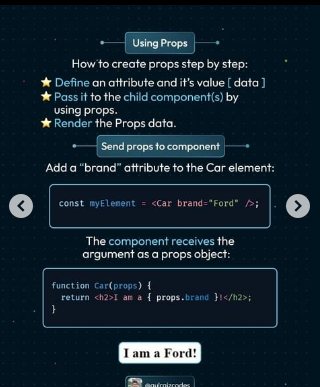 Using Props
How to create props step by step:
Define an attribute and it's value [ data ]
Pass it to the child component(s) by
using props.
Render the Props data.
Send props to component
Add a “brand” attribute to the Car element:
const myElement = <Car brand="Ford" />;
The component receives the
argument as a props object:
function Car(props) {
return <h2>I am a { props.brand }!</h2>;
}
I am a Ford!